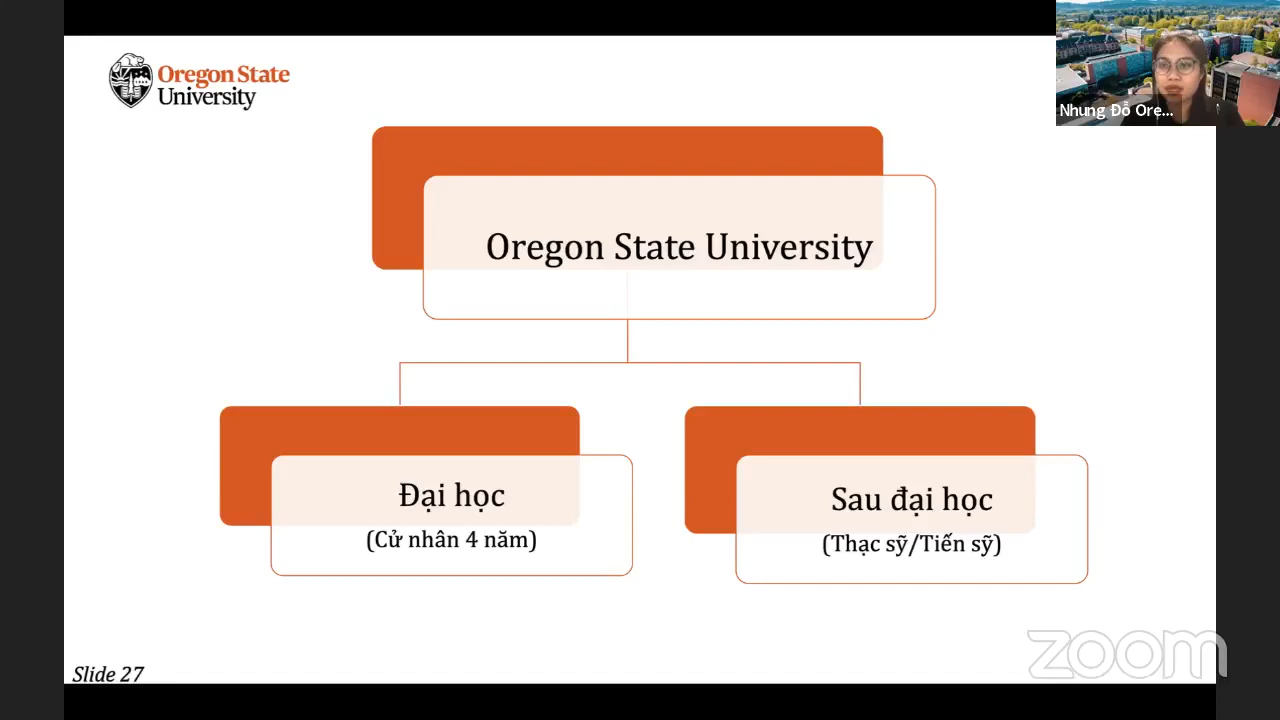 Oregon State
University
Nhung Đỗ Ore...
Oregon State University
Đại học
(Cử nhân 4 năm)
Sau đại học
(Thạc sỹ/Tiến sỹ)
Slide 27
zoom